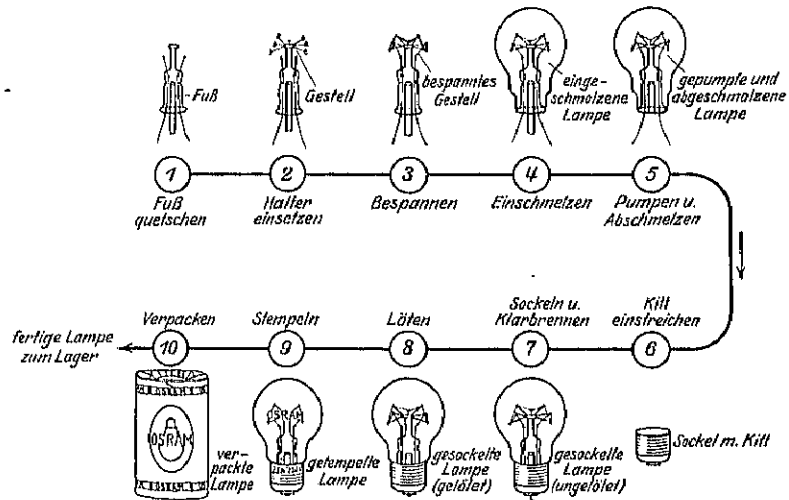 Fuß
Gestell
bespanntes
Gestell
einge-
schmolzene
Lampe
gepumpfe und
abgeschmolzene
Lampe
1
2
3
4
5
Fuß
quetschen
Halter
einsetzen
Bespannen
Einschmelzen
Pumpen u.
Abschmelzen
Verpacken
Stempeln
Löten
Sockeln u.
Klarbrennen
Kitt
einstreichen
fertige Lampe
zum Lager
10
9
8
7
6
OSRAM
ver-
packte
Lampe
OSRAM
getempelte
Lampe
gesockelte
Lampe
(gelötet)
gesockelte
Lampe
(ungelötet)
Sockel m. Kitt